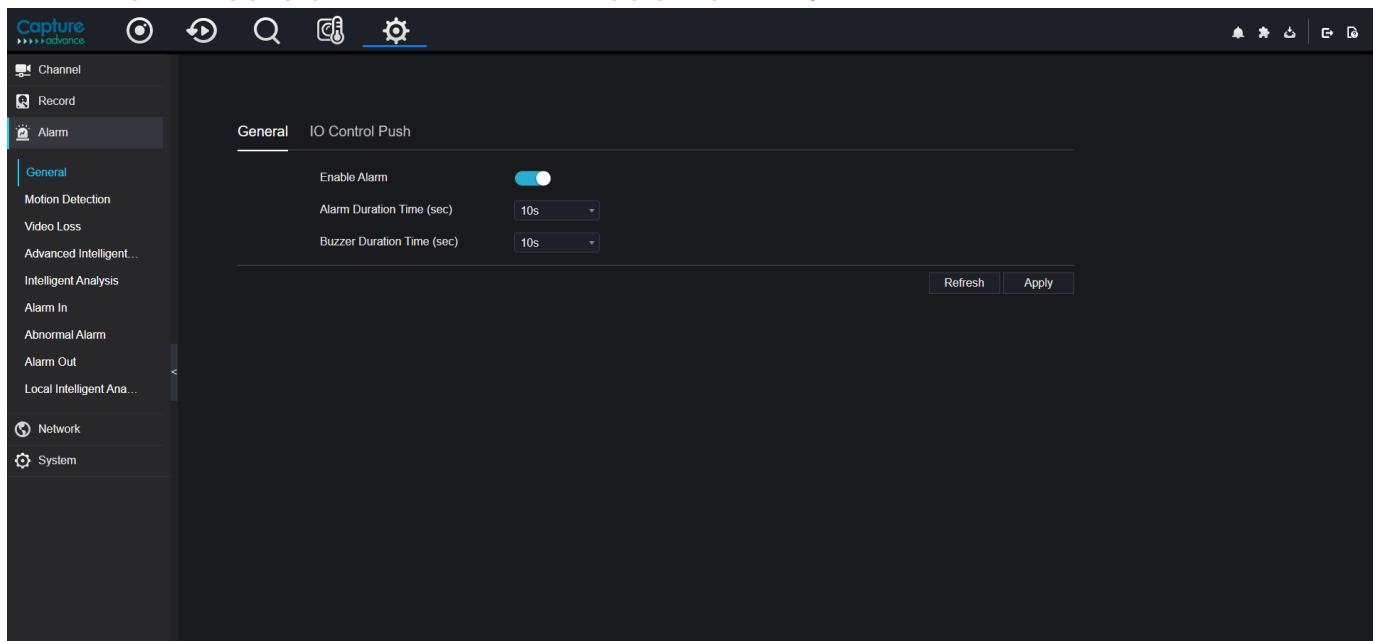 Capture
advance
Channel
Record
Alarm
General
Motion Detection
Video Loss
Advanced Intelligent...
Intelligent Analysis
Alarm In
Abnormal Alarm
Alarm Out
Local Intelligent Ana...
Network
System
<
General IO Control Push
Enable Alarm
Alarm Duration Time (sec) 10s
Buzzer Duration Time (sec) 10s
Refresh Apply